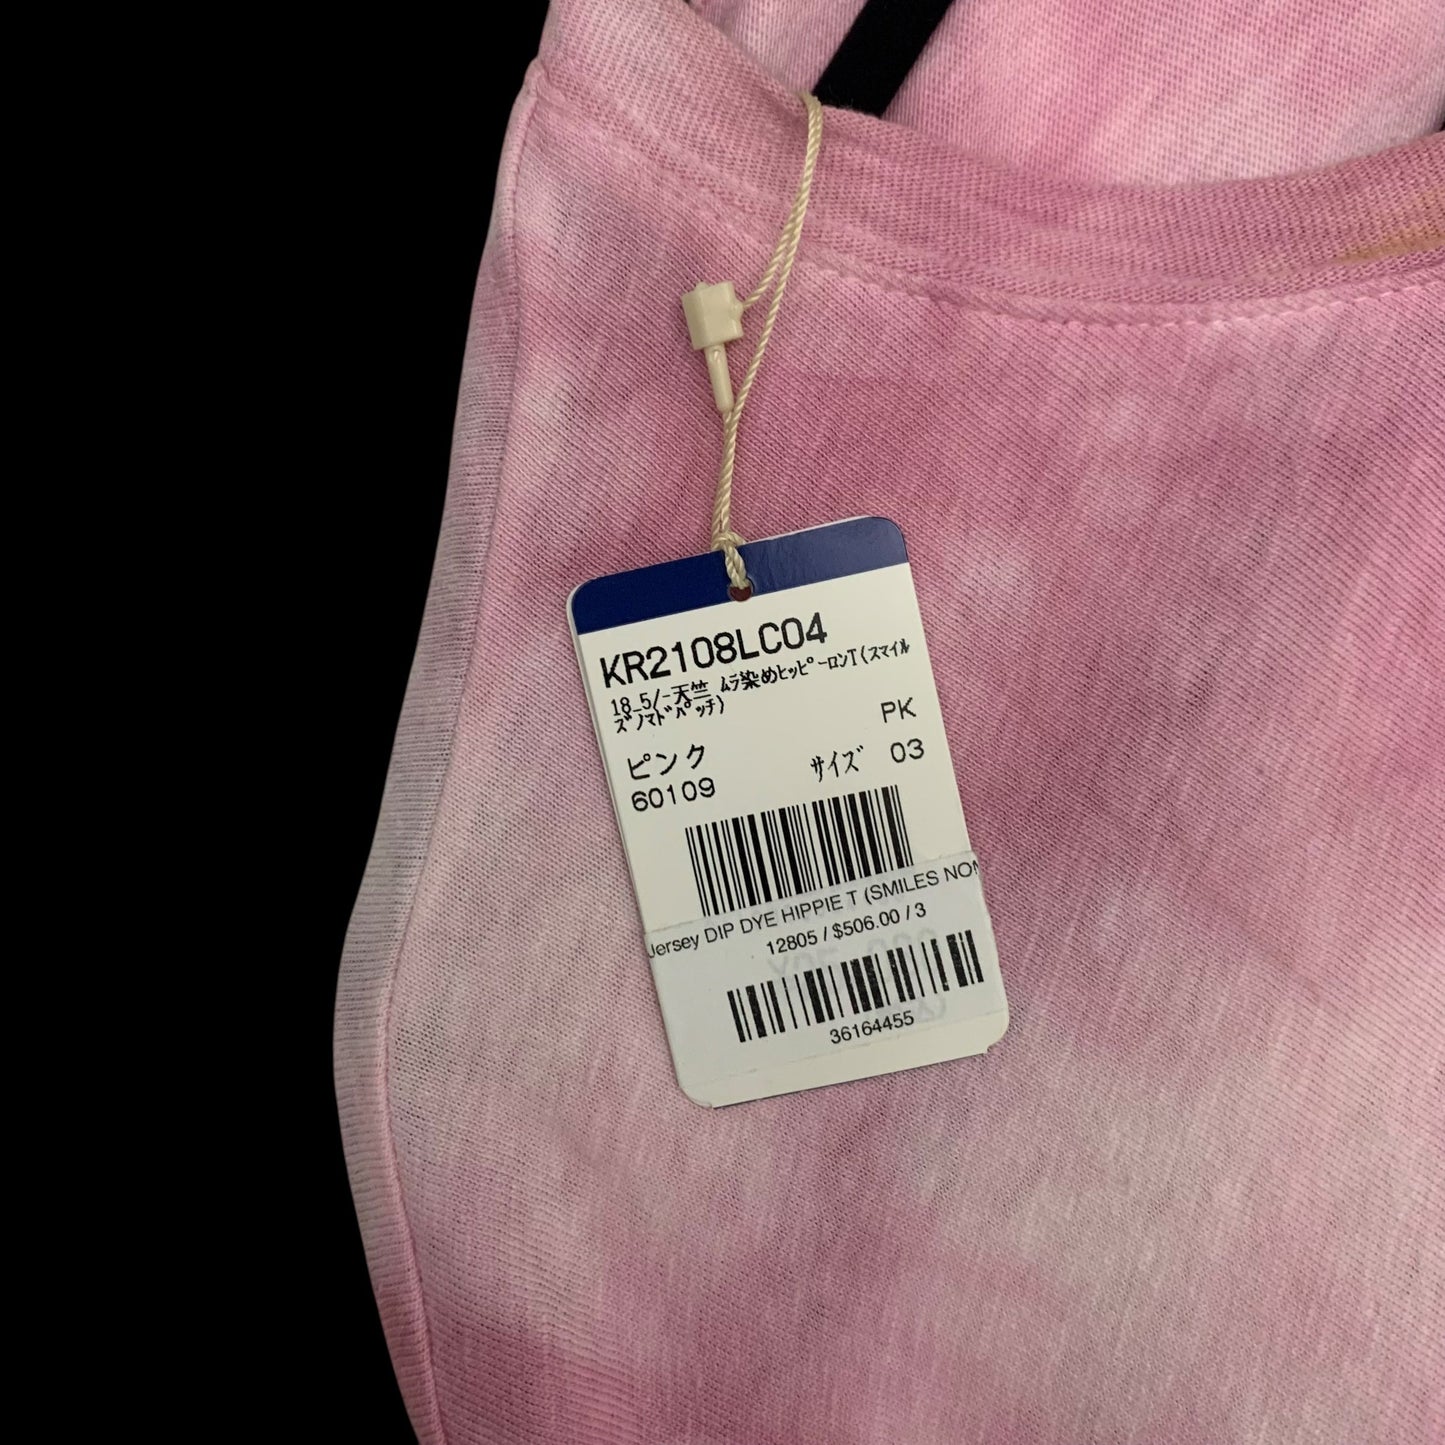 KR2108LC04
18_5/-天竺 ﾑﾗ染めﾋｯﾋﾟｰﾛﾝT(ｽﾏｲﾙ
ｽﾞﾉﾏﾄﾞﾊﾟｯﾁ)
PK
ピンク サイズ 03
60109
Jersey DIP DYE HIPPIE T (SMILES NOM
12805 / $506.00 / 3
36164455